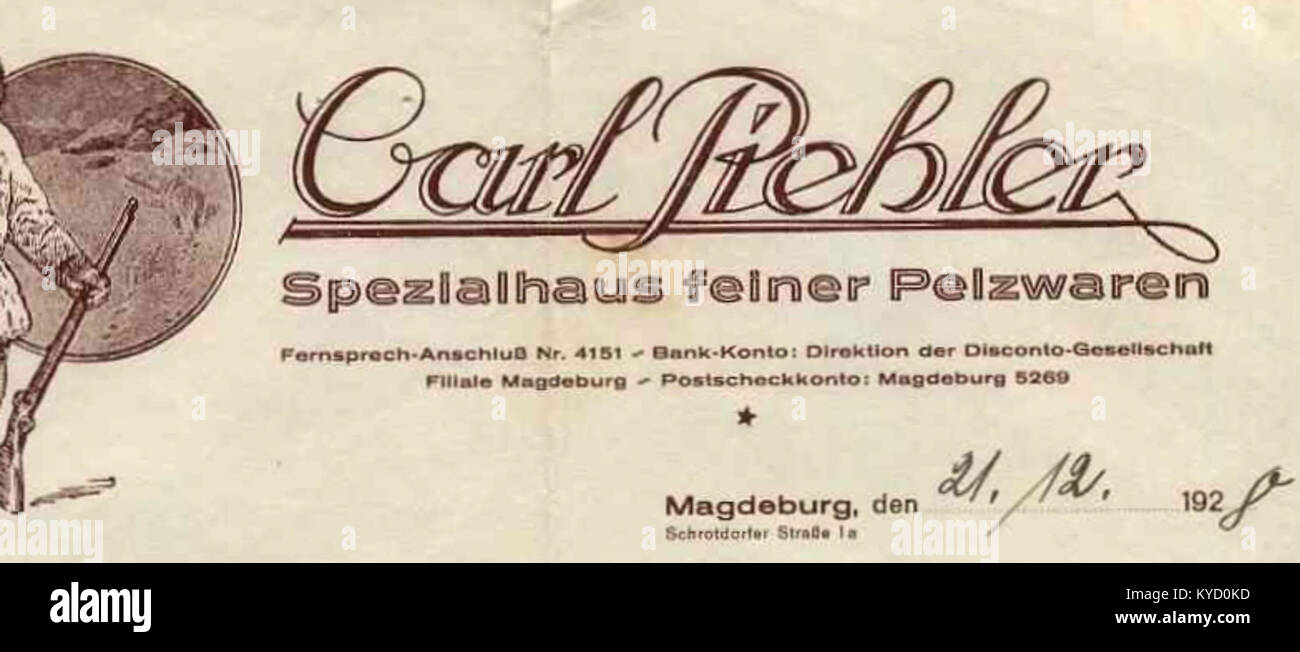 Carl Piehler
Spezialhaus feiner Pelzwaren
Fernsprech-Anschluß Nr. 4151 - Bank-Konto: Direktion der Disconto-Gesellschaft
Filiale Magdeburg - Postscheckkonto: Magdeburg 5269
Magdeburg, den 21. 12. 1928
Schrotdorfer Straße 1a
alamy
Image ID: KYD0KD
www.alamy.com